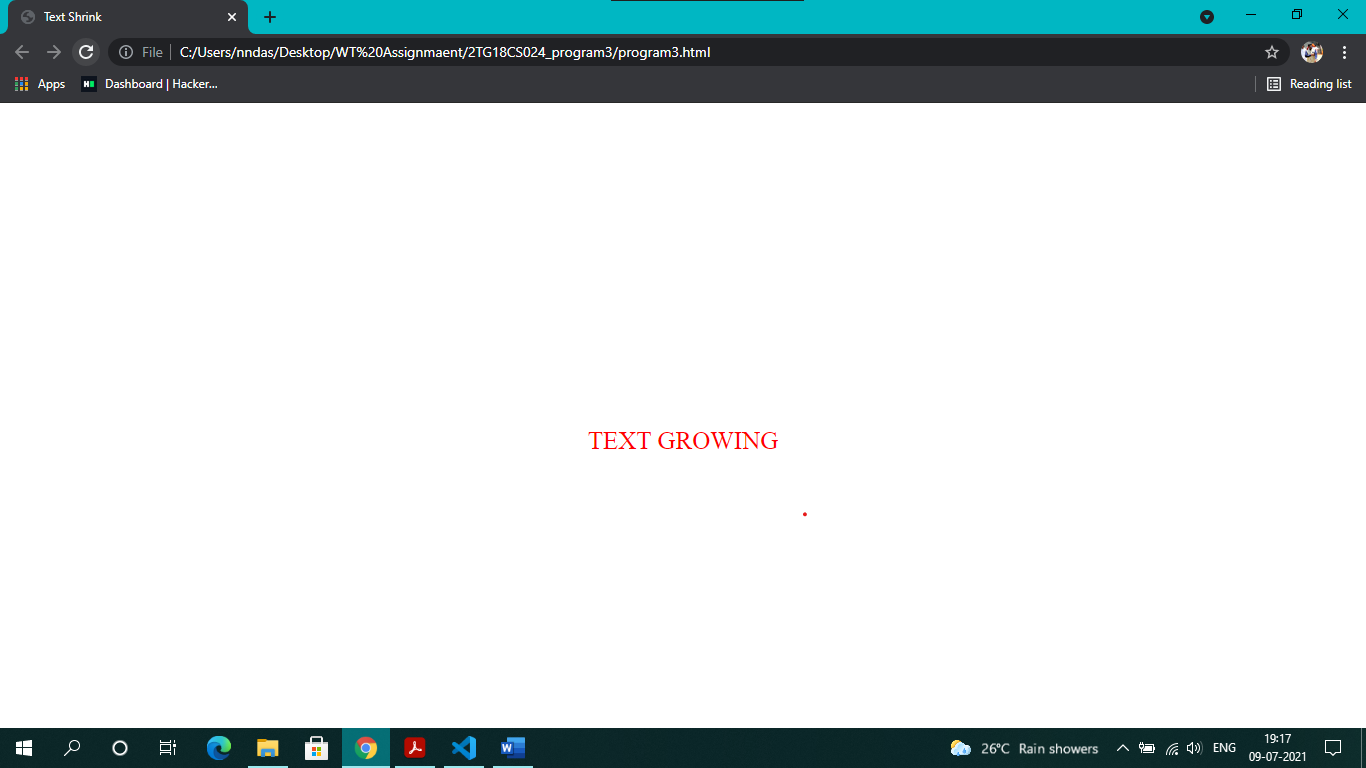 Text Shrink
File C:/Users/nndas/Desktop/WT%20Assignmaent/2TG18CS024_program3/program3.html
Apps Dashboard | Hacker... Reading list
TEXT GROWING
26°C Rain showers ENG 19:17
09-07-2021